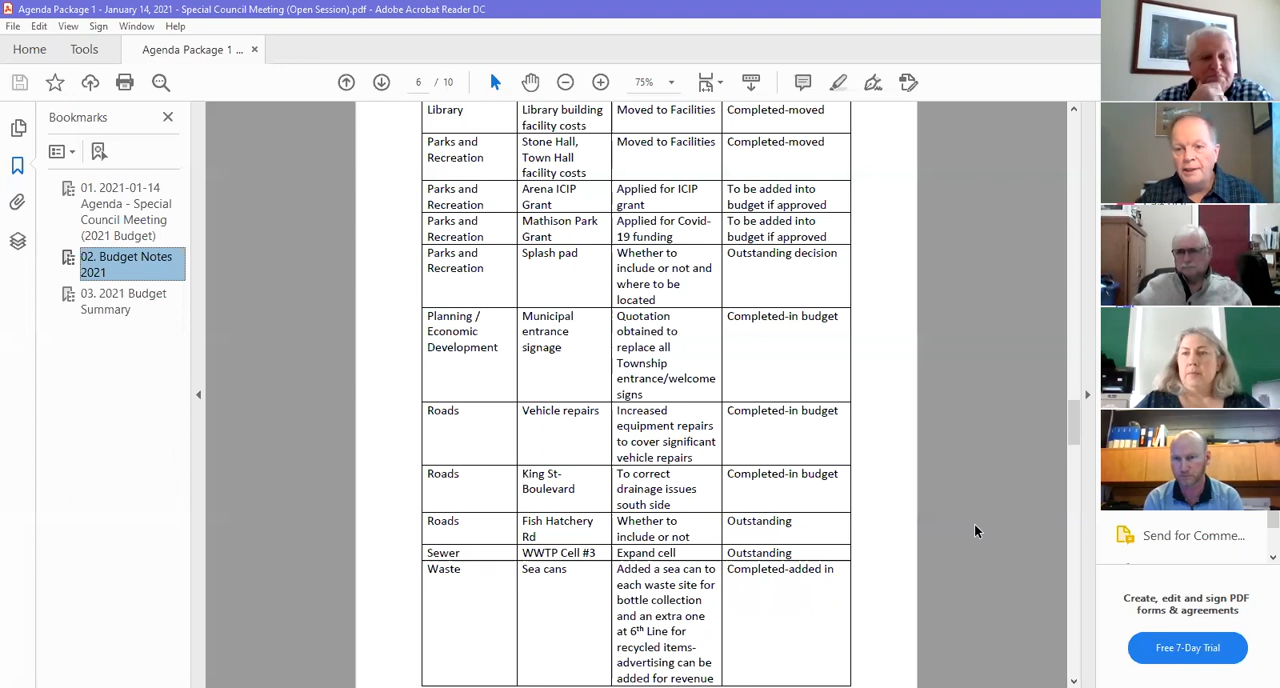 Agenda Package 1 - January 14, 2021 - Special Council Meeting (Open Session).pdf - Adobe Acrobat Reader DC
File Edit View Sign Window Help
Home Tools Agenda Package 1 ... ×
6 / 10 75%
Bookmarks
01. 2021-01-14
Agenda - Special
Council Meeting
(2021 Budget)
02. Budget Notes
2021
03. 2021 Budget
Summary
Library Library building Moved to Facilities Completed-moved
facility costs
Parks and Stone Hall, Moved to Facilities Completed-moved
Recreation Town Hall
facility costs
Parks and Arena ICIP Applied for ICIP To be added into
Recreation Grant grant budget if approved
Parks and Mathison Park Applied for Covid- To be added into
Recreation Grant 19 funding budget if approved
Parks and Splash pad Whether to Outstanding decision
Recreation include or not and
where to be
located
Planning / Municipal Quotation Completed-in budget
Economic entrance obtained to
Development signage replace all
Township
entrance/welcome
signs
Roads Vehicle repairs Increased Completed-in budget
equipment repairs
to cover significant
vehicle repairs
Roads King St- To correct Completed-in budget
Boulevard drainage issues
south side
Roads Fish Hatchery Whether to Outstanding
Rd include or not
Sewer WWTP Cell #3 Expand cell Outstanding
Waste Sea cans Added a sea can to Completed-added in
each waste site for
bottle collection
and an extra one
at 6th Line for
recycled items-
advertising can be
added for revenue
Send for Comme...
Create, edit and sign PDF
forms & agreements
Free 7-Day Trial